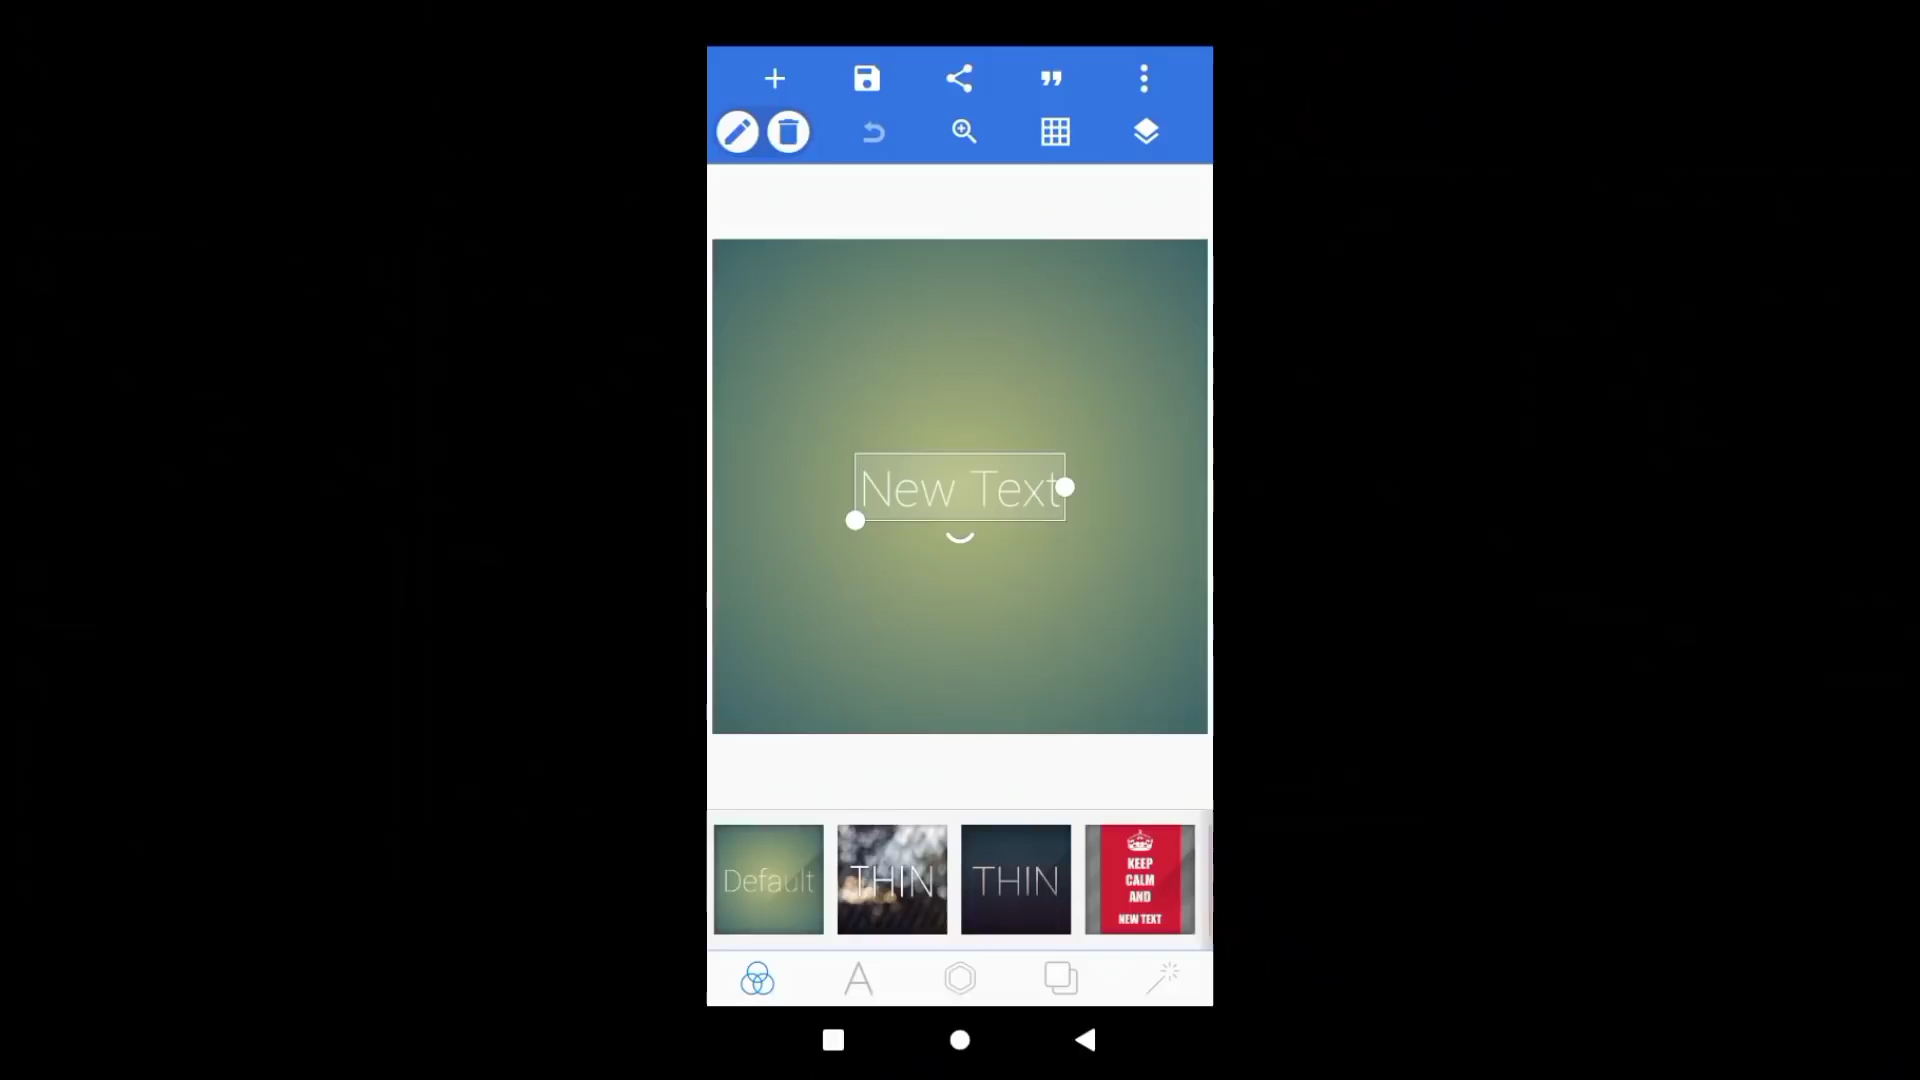 New Text
Default
THIN
THIN
KEEP
CALM
AND
NEW TEXT